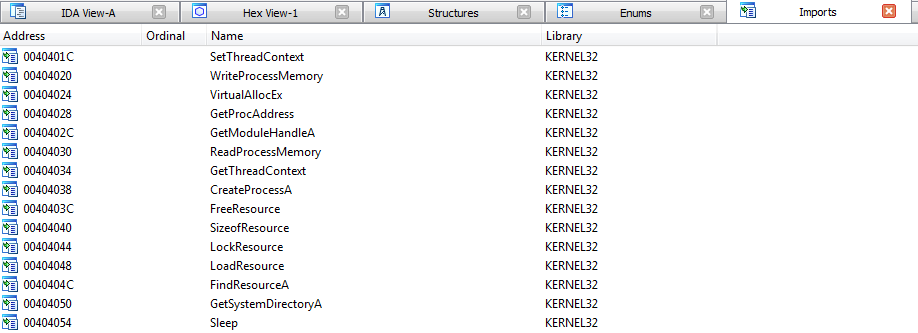 IDA View-A Hex View-1 Structures Enums Imports
Address Ordinal Name Library
0040401C SetThreadContext KERNEL32
00404020 WriteProcessMemory KERNEL32
00404024 VirtualAllocEx KERNEL32
00404028 GetProcAddress KERNEL32
0040402C GetModuleHandleA KERNEL32
00404030 ReadProcessMemory KERNEL32
00404034 GetThreadContext KERNEL32
00404038 CreateProcessA KERNEL32
0040403C FreeResource KERNEL32
00404040 SizeofResource KERNEL32
00404044 LockResource KERNEL32
00404048 LoadResource KERNEL32
0040404C FindResourceA KERNEL32
00404050 GetSystemDirectoryA KERNEL32
00404054 Sleep KERNEL32